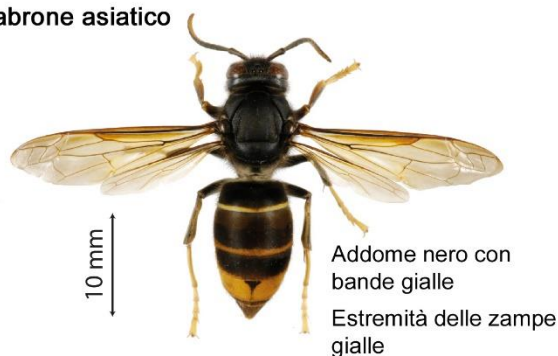 abrone asiatico
10 mm
Addome nero con
bande gialle
Estremità delle zampe
gialle